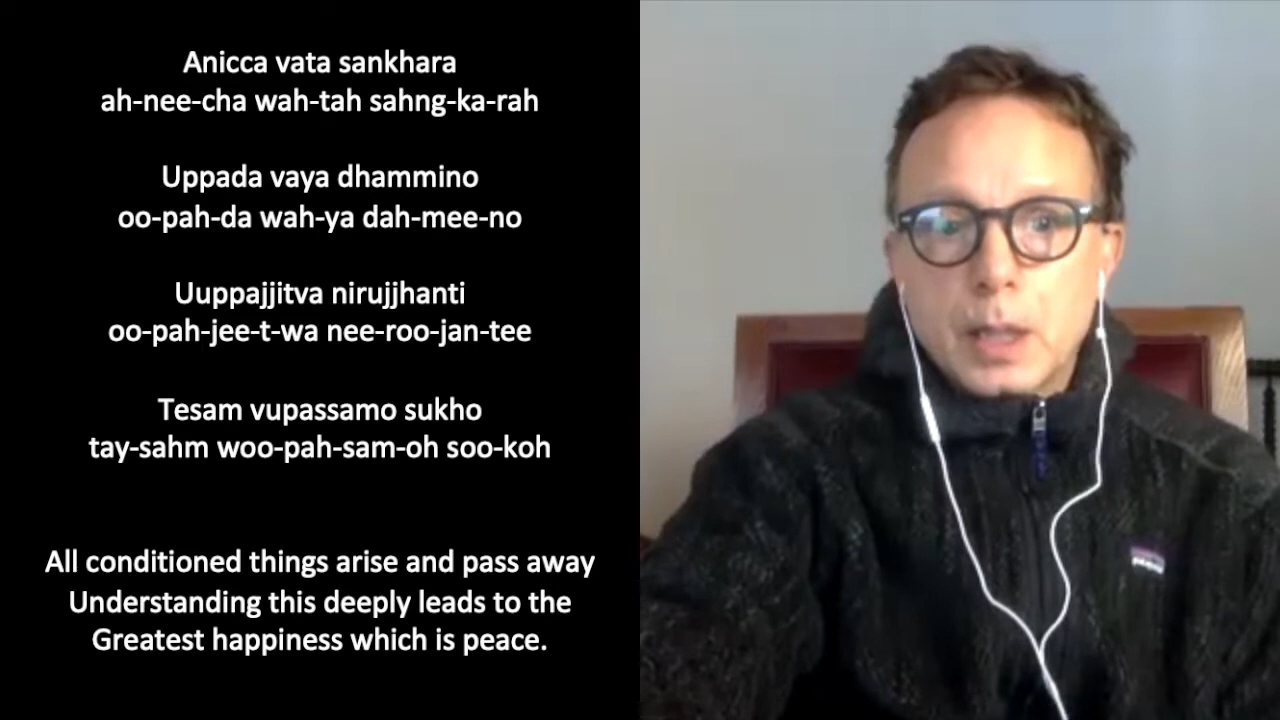 Anicca vata sankhara
ah-nee-cha wah-tah sahng-ka-rah
Uppada vaya dhammino
oo-pah-da wah-ya dah-mee-no
Uuppajjitva nirujjhanti
oo-pah-jee-t-wa nee-roo-jan-tee
Tesam vupassamo sukho
tay-sahm woo-pah-sam-oh soo-koh
All conditioned things arise and pass away
Understanding this deeply leads to the
Greatest happiness which is peace.